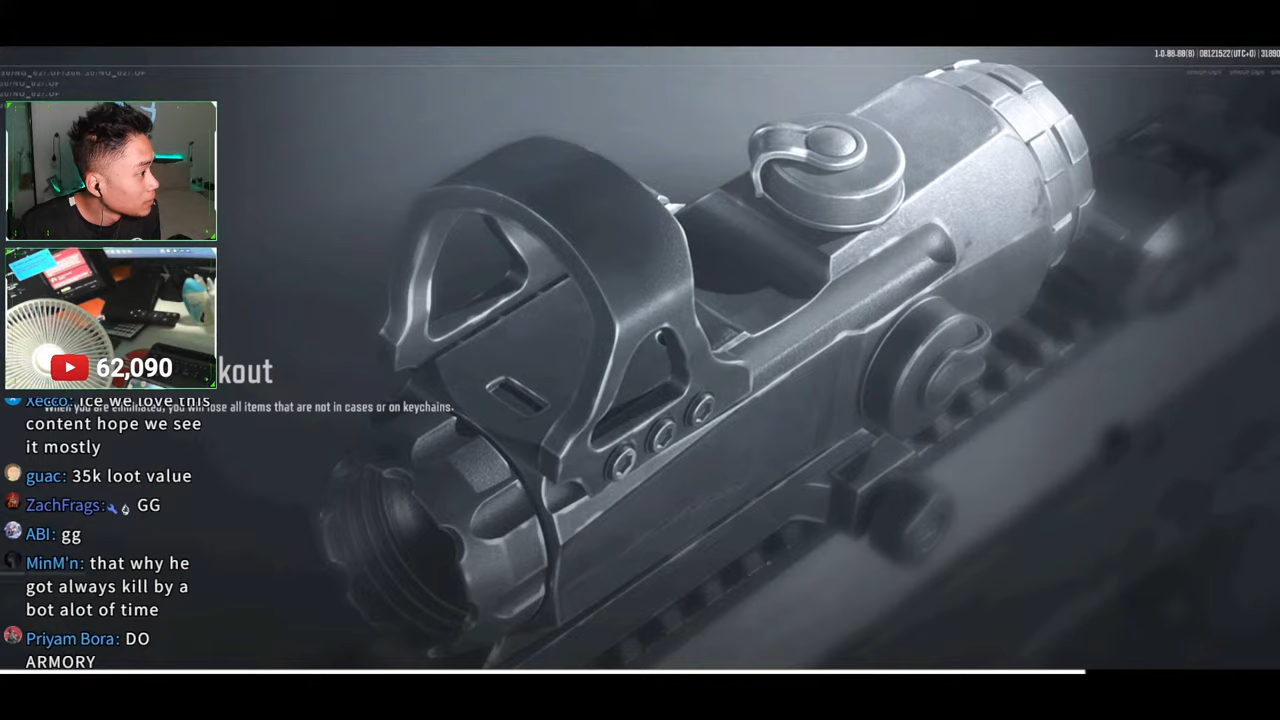 1.0.88.88(B) | 08121522(UTC+0) | 31890
62,090
kout
When you are eliminated, you will lose all items that are not in cases or on keychains.
Xecco: ice we love this
content hope we see
it mostly
guac: 35k loot value
ZachFrags: GG
ABI: gg
MinM'n: that why he
got always kill by a
bot alot of time
Priyam Bora: DO
ARMORY